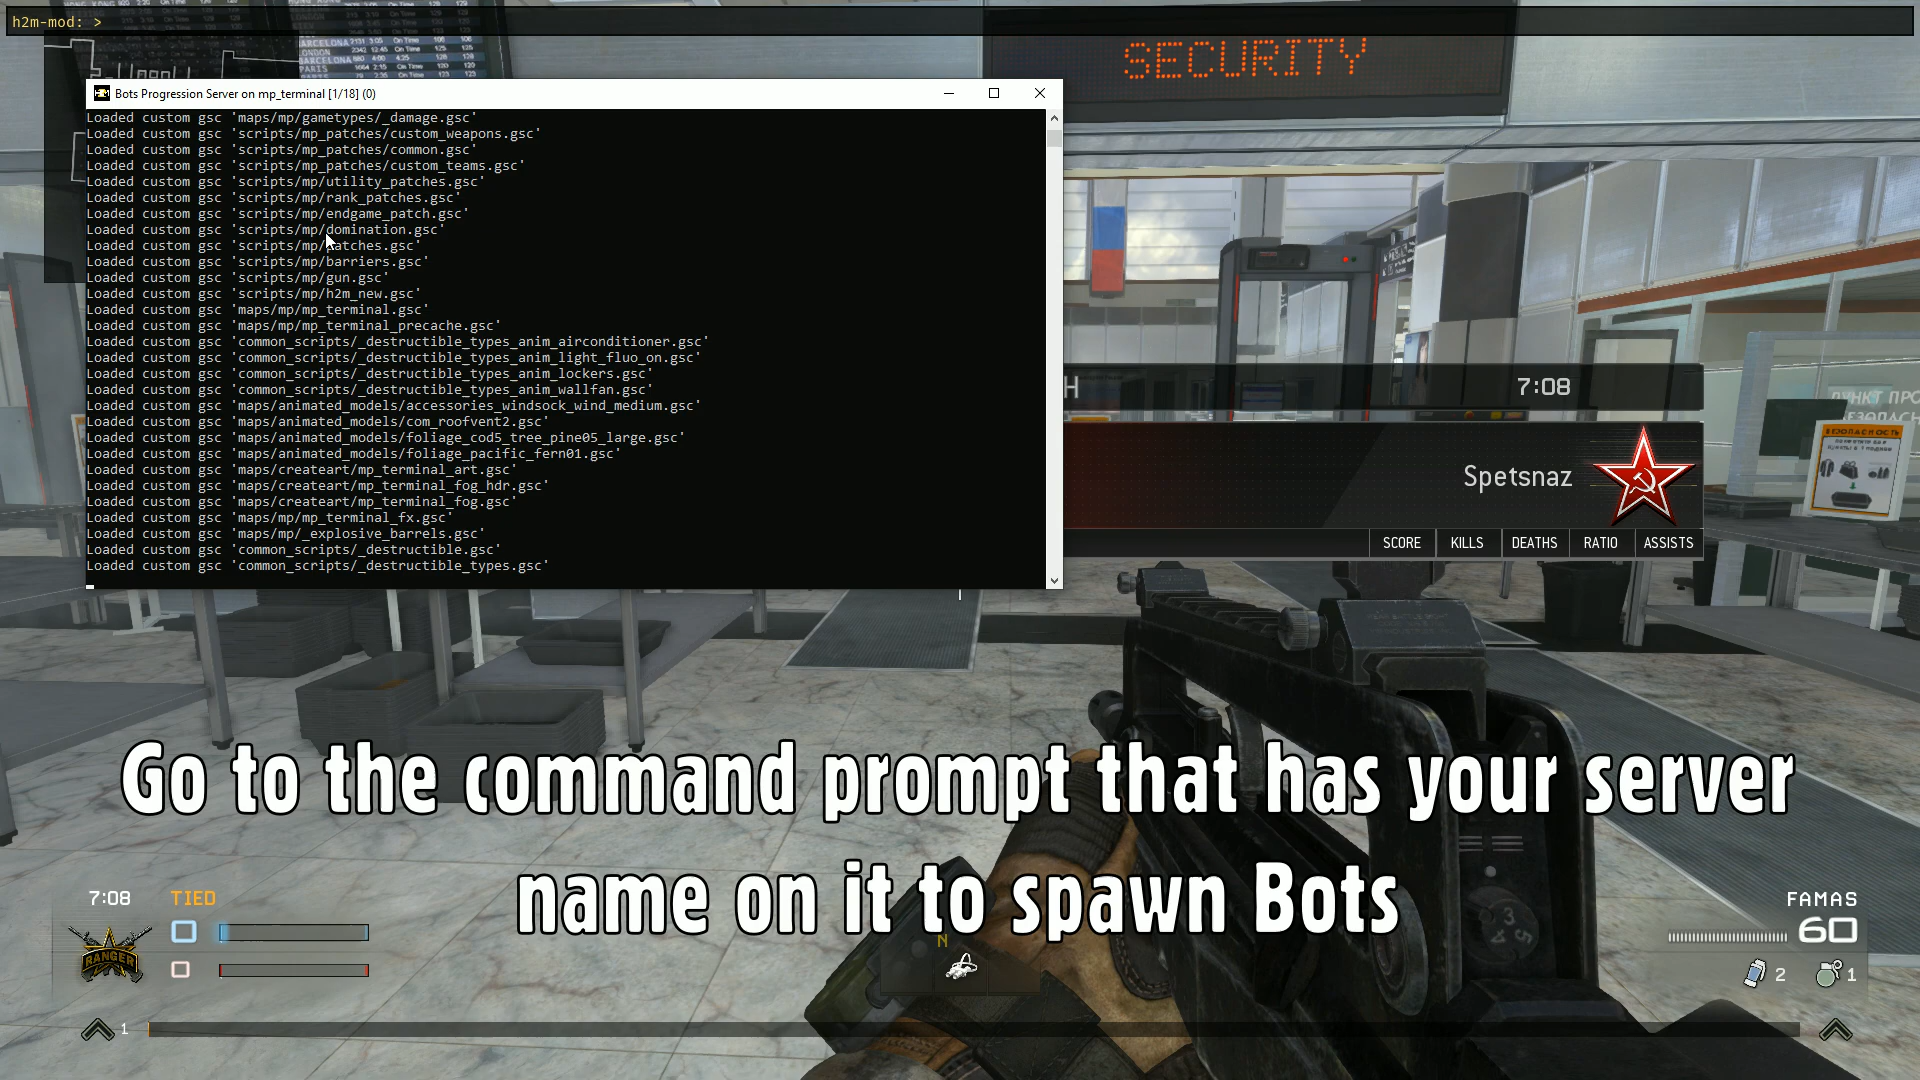 h2m-mod: >
SECURITY
BARCELONA
LONDON
BARCELONA
PARIS
Bots Progression Server on mp_terminal [1/18] (0)
Loaded custom gsc 'maps/mp/gametypes/_damage.gsc'
Loaded custom gsc 'scripts/mp_patches/custom_weapons.gsc'
Loaded custom gsc 'scripts/mp_patches/common.gsc'
Loaded custom gsc 'scripts/mp_patches/custom_teams.gsc'
Loaded custom gsc 'scripts/mp/utility_patches.gsc'
Loaded custom gsc 'scripts/mp/rank_patches.gsc'
Loaded custom gsc 'scripts/mp/endgame_patch.gsc'
Loaded custom gsc 'scripts/mp/domination.gsc'
Loaded custom gsc 'scripts/mp/patches.gsc'
Loaded custom gsc 'scripts/mp/barriers.gsc'
Loaded custom gsc 'scripts/mp/gun.gsc'
Loaded custom gsc 'scripts/mp/h2m_new.gsc'
Loaded custom gsc 'maps/mp/mp_terminal.gsc'
Loaded custom gsc 'maps/mp/mp_terminal_precache.gsc'
Loaded custom gsc 'common_scripts/_destructible_types_anim_airconditioner.gsc'
Loaded custom gsc 'common_scripts/_destructible_types_anim_light_fluo_on.gsc'
Loaded custom gsc 'common_scripts/_destructible_types_anim_lockers.gsc'
Loaded custom gsc 'common_scripts/_destructible_types_anim_wallfan.gsc'
Loaded custom gsc 'maps/animated_models/accessories_windsock_wind_medium.gsc'
Loaded custom gsc 'maps/animated_models/com_roofvent2.gsc'
Loaded custom gsc 'maps/animated_models/foliage_cod5_tree_pine05_large.gsc'
Loaded custom gsc 'maps/animated_models/foliage_pacific_fern01.gsc'
Loaded custom gsc 'maps/createart/mp_terminal_art.gsc'
Loaded custom gsc 'maps/createart/mp_terminal_fog_hdr.gsc'
Loaded custom gsc 'maps/createart/mp_terminal_fog.gsc'
Loaded custom gsc 'maps/mp/mp_terminal_fx.gsc'
Loaded custom gsc 'maps/mp/_explosive_barrels.gsc'
Loaded custom gsc 'common_scripts/_destructible.gsc'
Loaded custom gsc 'common_scripts/_destructible_types.gsc'
H
7:08
Spetsnaz
SCORE KILLS DEATHS RATIO ASSISTS
БЕЗОПАСНОСТЬ
Go to the command prompt that has your server
name on it to spawn Bots
7:08 TIED
RANGER
N
FAMAS
60
2 1
1